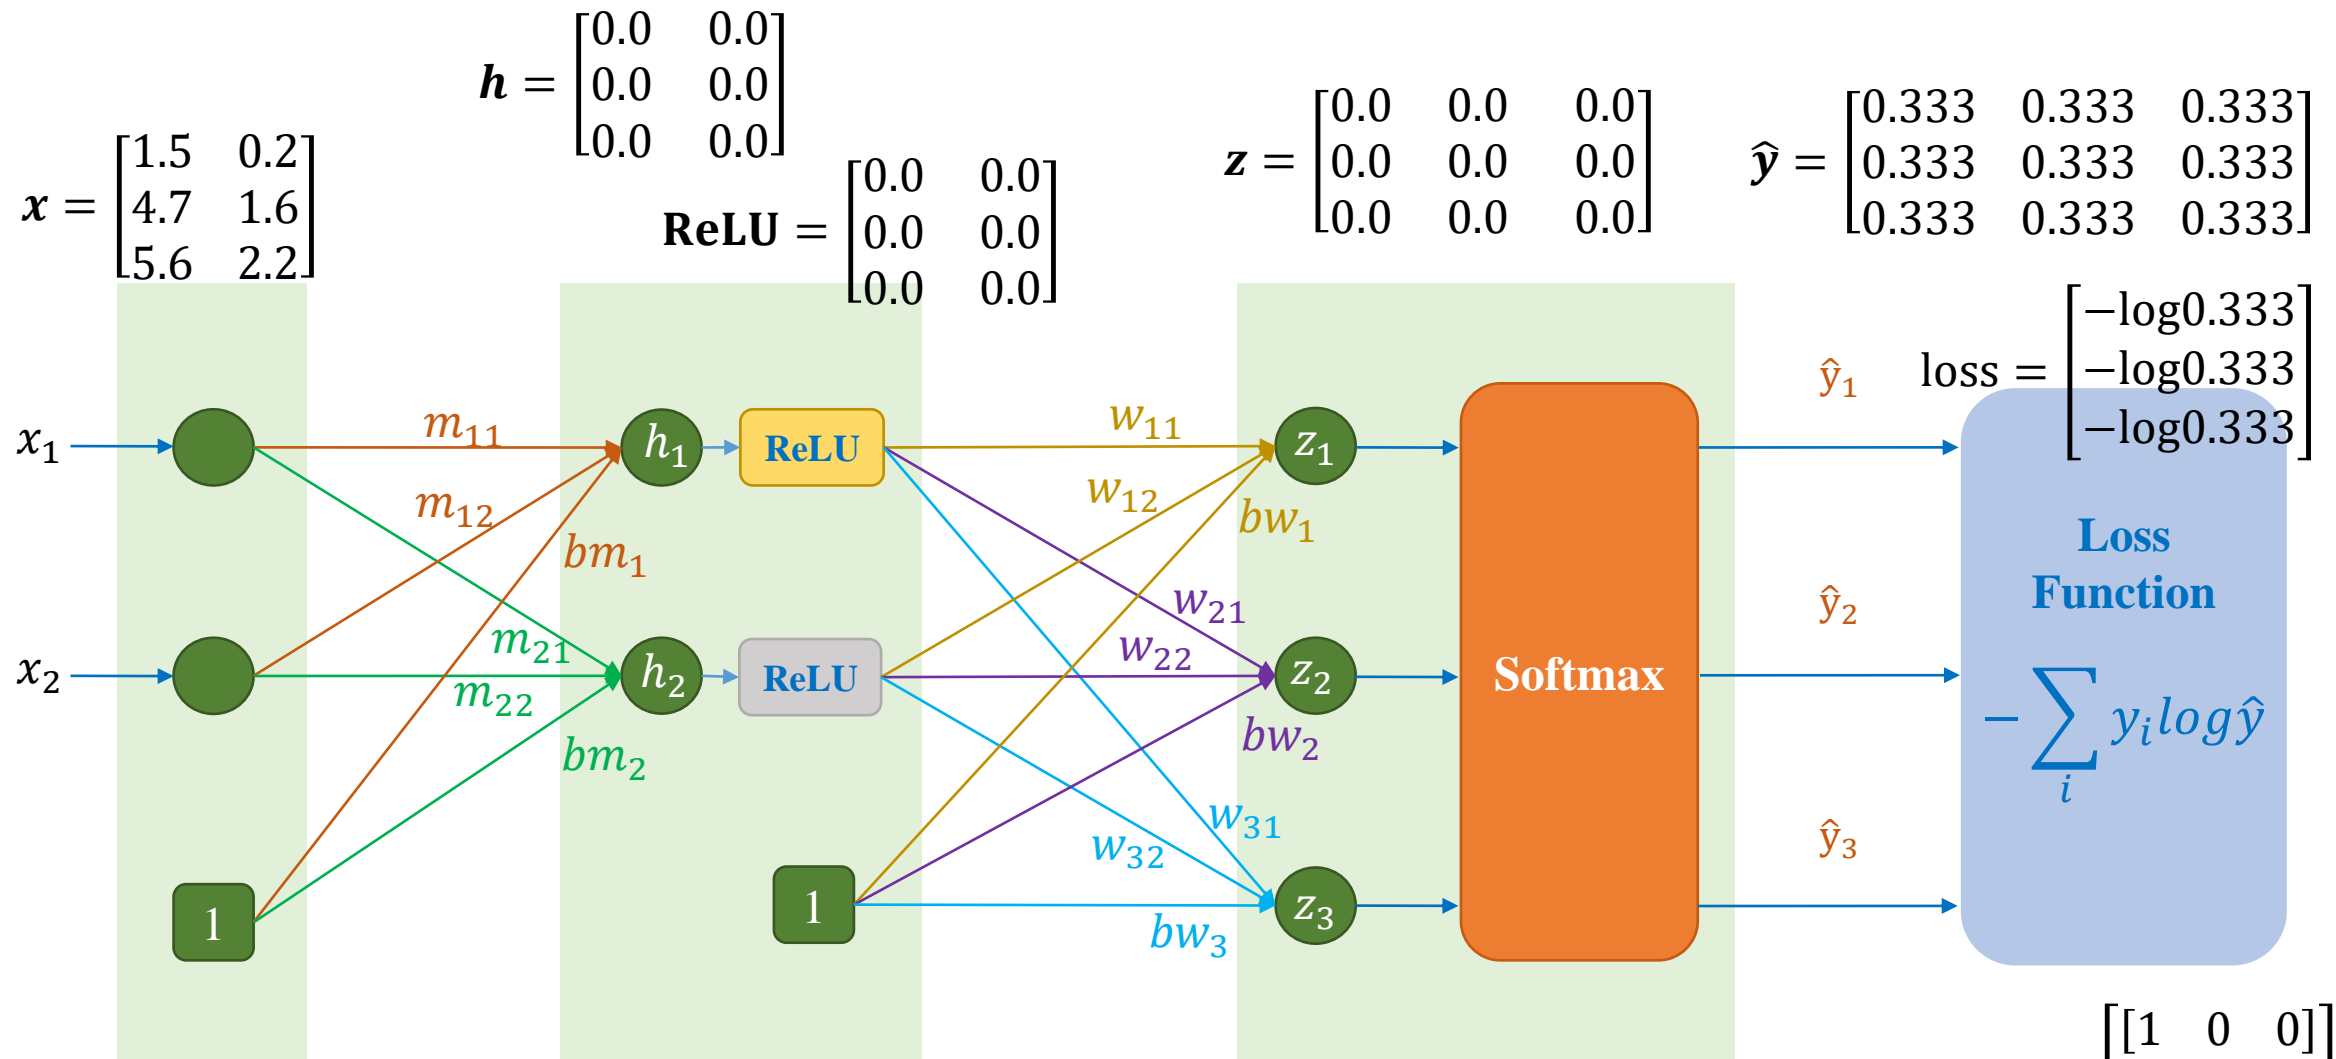 h = [0.0 0.0
0.0 0.0
0.0 0.0]
x = [1.5 0.2
4.7 1.6
5.6 2.2]
ReLU = [0.0 0.0
0.0 0.0
0.0 0.0]
z = [0.0 0.0 0.0
0.0 0.0 0.0
0.0 0.0 0.0]
ŷ = [0.333 0.333 0.333
0.333 0.333 0.333
0.333 0.333 0.333]
loss = [−log0.333
−log0.333
−log0.333]
x₁
x₂
1
m₁₁
m₁₂
bm₁
m₂₁
m₂₂
bm₂
h₁
ReLU
h₂
ReLU
1
w₁₁
w₁₂
bw₁
w₂₁
w₂₂
bw₂
w₃₁
w₃₂
bw₃
z₁
z₂
z₃
Softmax
ŷ₁
ŷ₂
ŷ₃
Loss
Function
−∑ᵢ yᵢlogŷ
[[1 0 0]]